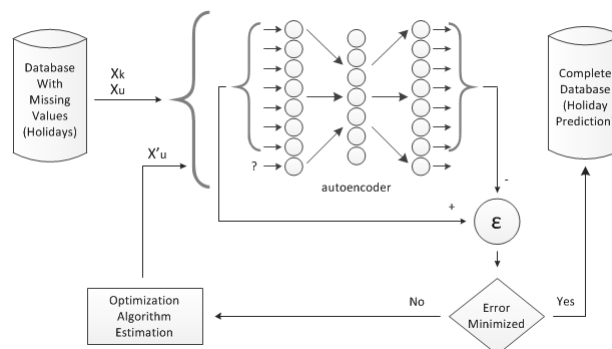 Database
With
Missing
Values
(Holidays)
Xk
Xu
X'u
?
autoencoder
-
+
ε
Complete
Database
(Holiday
Prediction
Optimization
Algorithm
Estimation
No
Error
Minimized
Yes